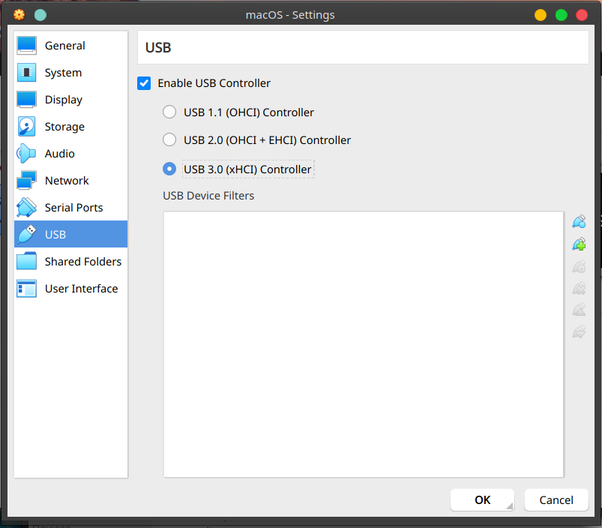 macOS - Settings
General
System
Display
Storage
Audio
Network
Serial Ports
USB
Shared Folders
User Interface
USB
Enable USB Controller
USB 1.1 (OHCI) Controller
USB 2.0 (OHCI + EHCI) Controller
USB 3.0 (xHCI) Controller
USB Device Filters
OK
Cancel